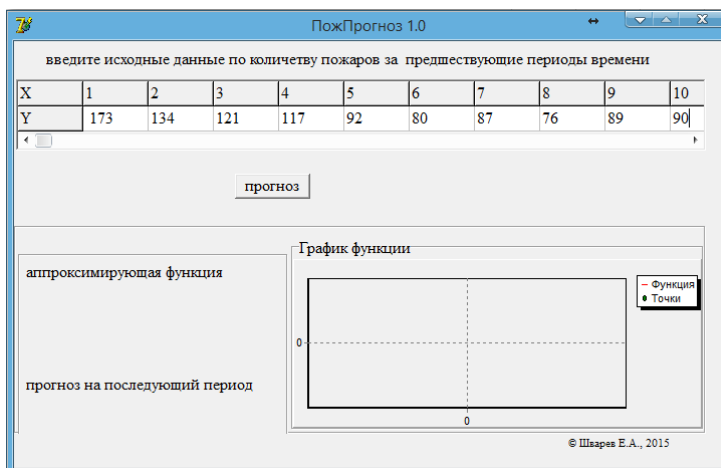 ПожПрогноз 1.0
введите исходные данные по количетву пожаров за предшествующие периоды времени
X 1 2 3 4 5 6 7 8 9 10
Y 173 134 121 117 92 80 87 76 89 90
прогноз
График функции
аппроксимирующая функция
Функция
Точки
0
прогноз на последующий период
0
© Шварев Е.А., 2015